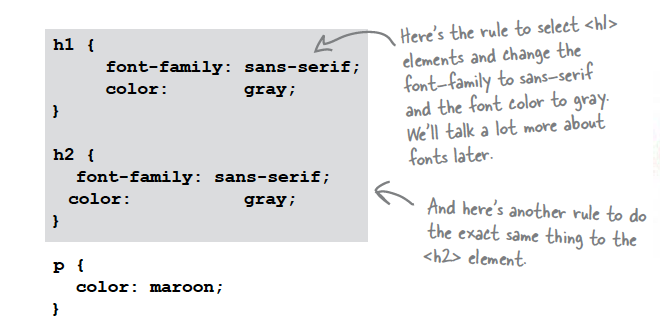 h1 {
font-family: sans-serif;
color: gray;
}
h2 {
font-family: sans-serif;
color: gray;
}
p {
color: maroon;
}
Here's the rule to select <h1>
elements and change the
font-family to sans-serif
and the font color to gray.
We'll talk a lot more about
fonts later.
And here's another rule to do
the exact same thing to the
<h2> element.